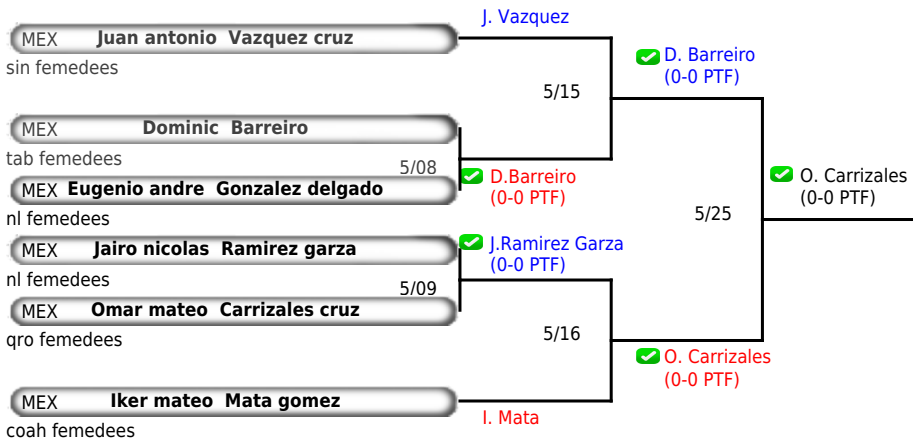 J. Vazquez
MEX Juan antonio Vazquez cruz
sin femedees
D. Barreiro
(0-0 PTF)
5/15
MEX Dominic Barreiro
tab femedees
5/08
D.Barreiro
(0-0 PTF)
MEX Eugenio andre Gonzalez delgado
nl femedees
O. Carrizales
(0-0 PTF)
5/25
MEX Jairo nicolas Ramirez garza
nl femedees
J.Ramirez Garza
(0-0 PTF)
5/09
MEX Omar mateo Carrizales cruz
qro femedees
5/16
O. Carrizales
(0-0 PTF)
MEX Iker mateo Mata gomez
coah femedees
I. Mata